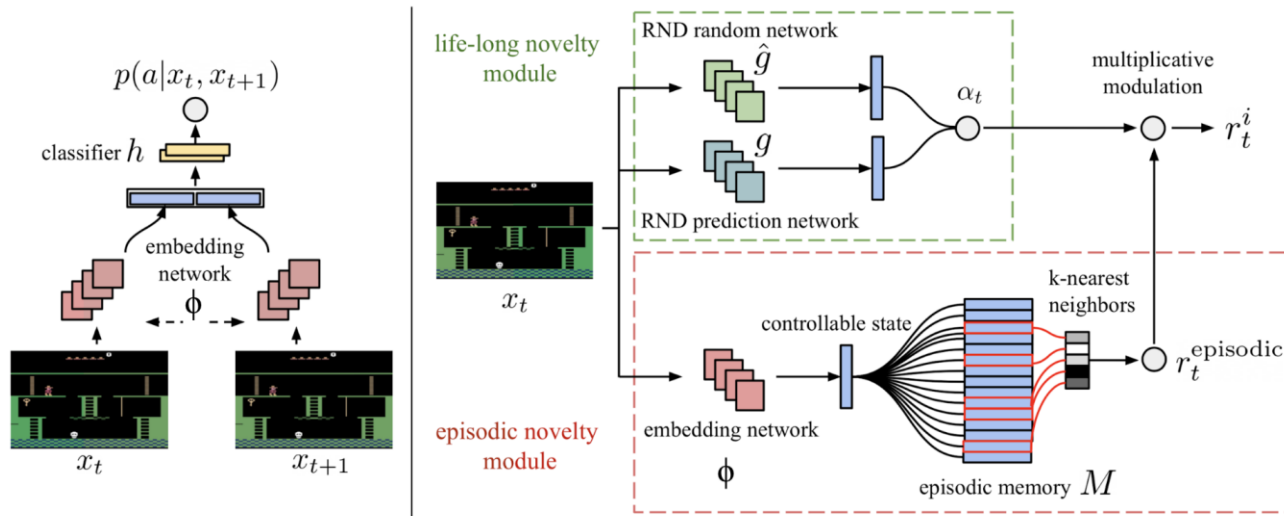 p(a|x_t, x_{t+1})
classifier h
embedding
network
ϕ
x_t
x_{t+1}
life-long novelty
module
RND random network
ĝ
g
RND prediction network
α_t
multiplicative
modulation
r_t^i
x_t
episodic novelty
module
embedding network
ϕ
controllable state
k-nearest
neighbors
r_t^{episodic}
episodic memory M